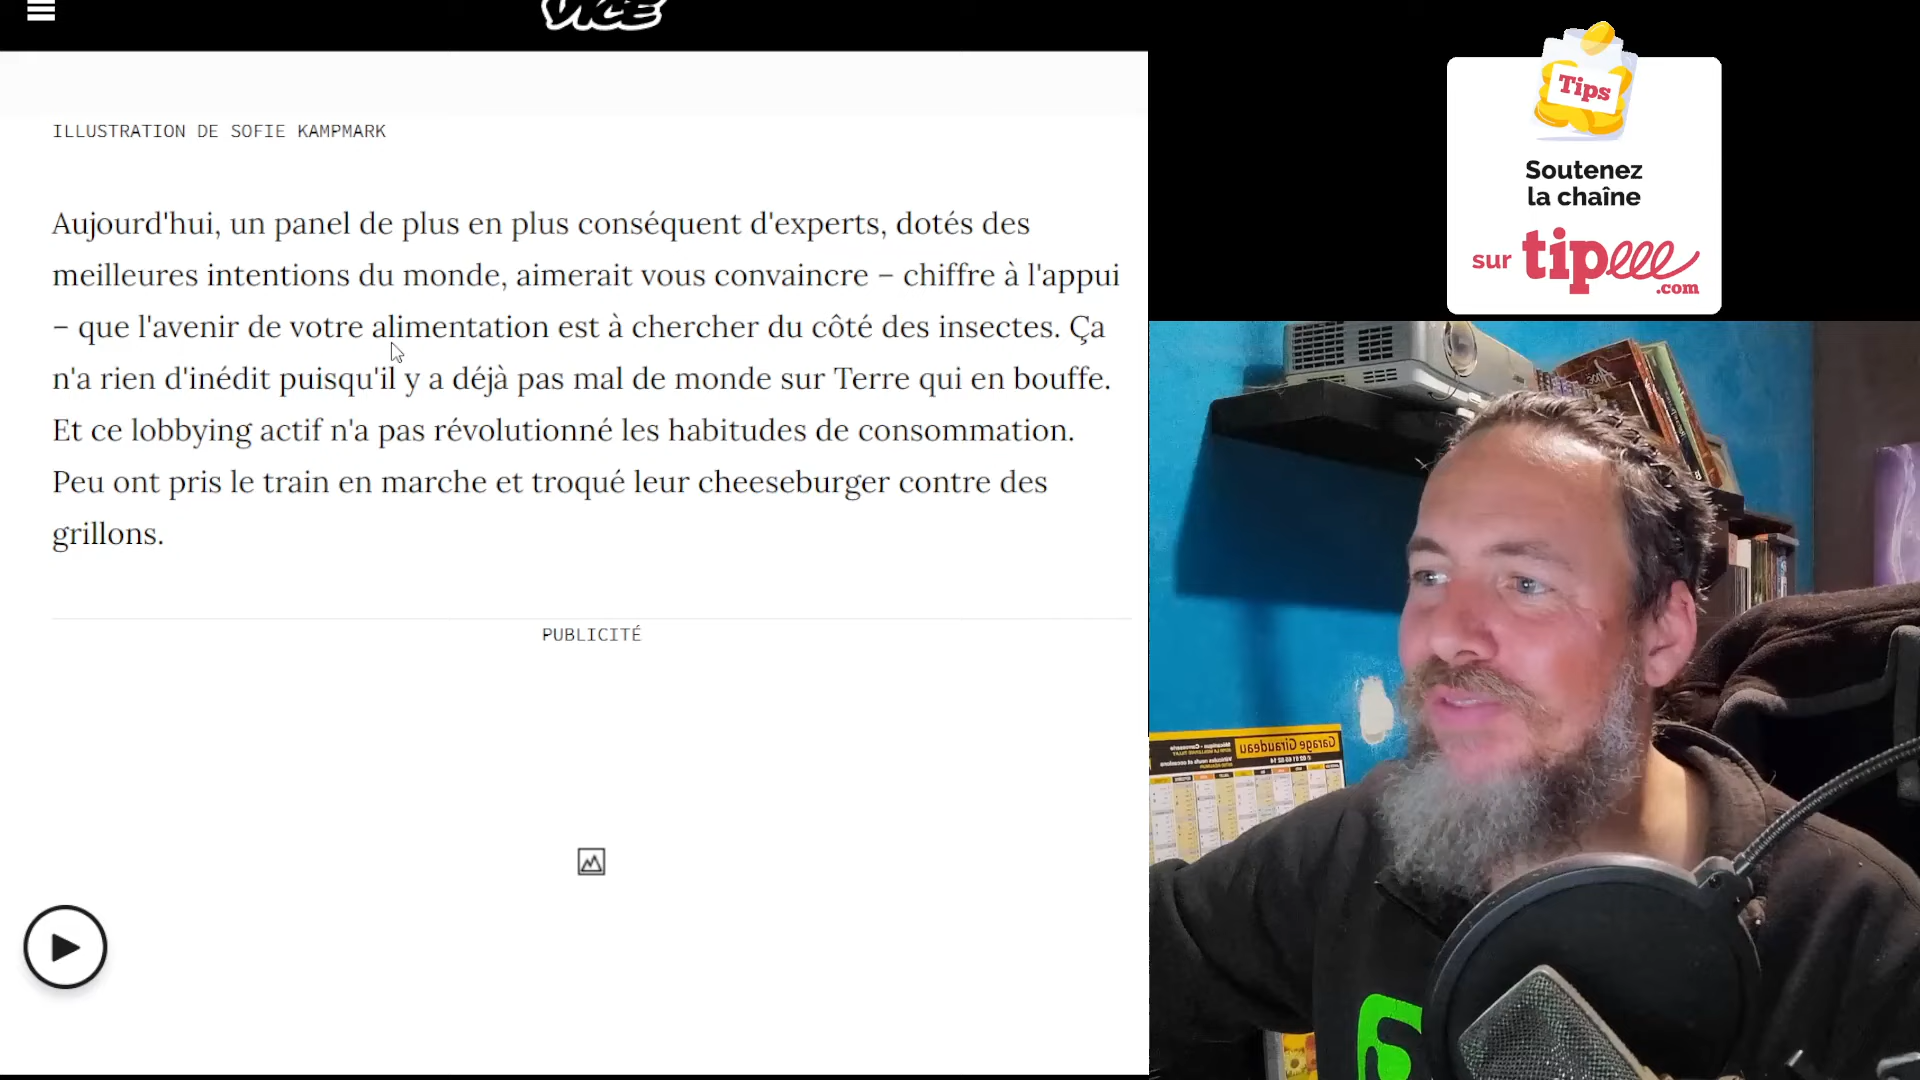 VICE
ILLUSTRATION DE SOFIE KAMPMARK
Aujourd'hui, un panel de plus en plus conséquent d'experts, dotés des
meilleures intentions du monde, aimerait vous convaincre – chiffre à l'appui
– que l'avenir de votre alimentation est à chercher du côté des insectes. Ça
n'a rien d'inédit puisqu'il y a déjà pas mal de monde sur Terre qui en bouffe.
Et ce lobbying actif n'a pas révolutionné les habitudes de consommation.
Peu ont pris le train en marche et troqué leur cheeseburger contre des
grillons.
PUBLICITÉ
Tips
Soutenez
la chaîne
sur tipeee
.com
Garage Giraudeau